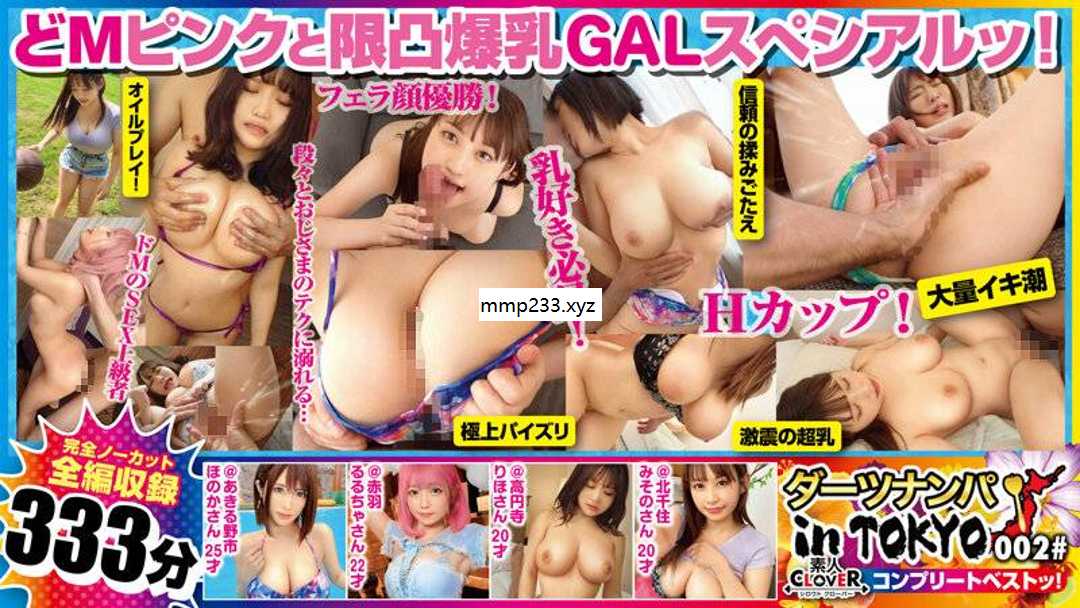 どMピンクと限凸爆乳GALスペシアルッ!
オイルプレイ!
フェラ顔優勝!
段々とおじさまのテクに溺れる…
乳好き必
!
信頼の揉みごたえ
ドMのSEX上級者
mmp233.xyz
Hカップ!
大量イキ潮
極上パイズリ
激震の超乳
完全ノーカット
全編収録
333分
@あきる野市
ほのかさん 25才
@赤羽
るるちゃさん 22才
@高円寺
りほさん 20才
@北千住
みそのさん 20才
ダーツナンパ
in TOKYO
002#
素人
CLOVER
シロウト クローバー
コンプリートベストッ!